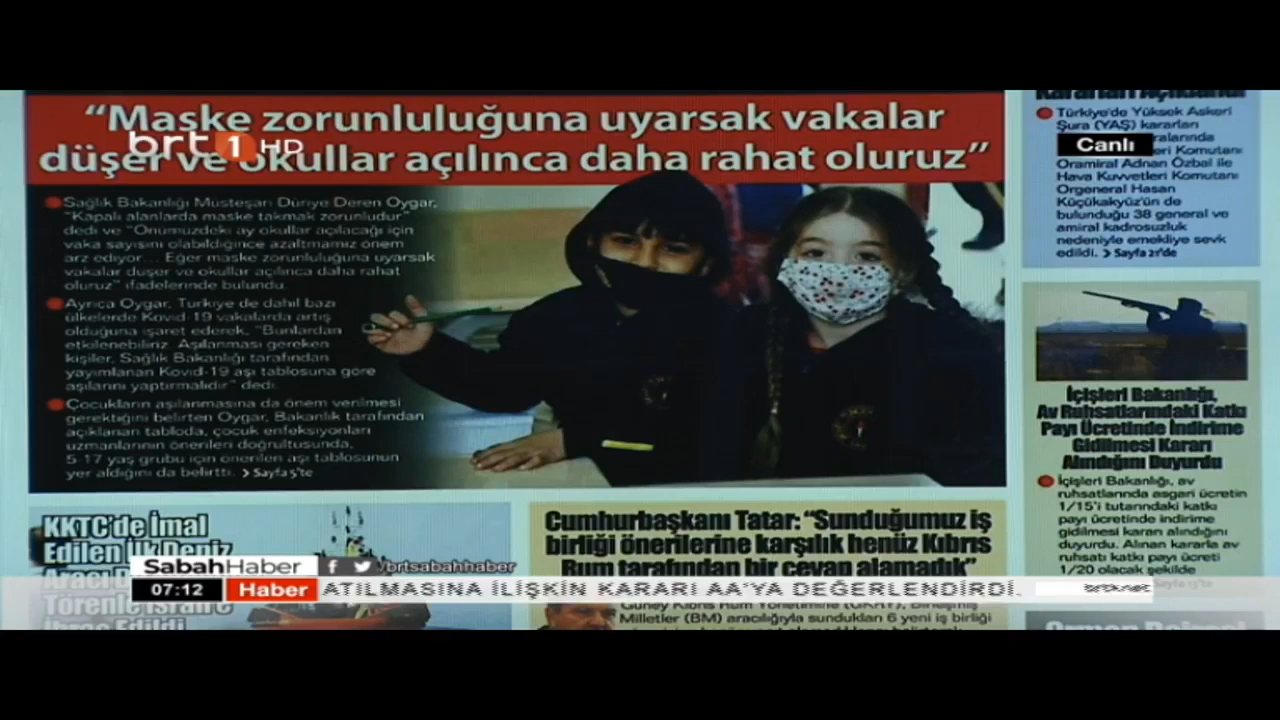 “Maske zorunluluğuna uyarsak vakalar
düşer ve okullar açılınca daha rahat oluruz”
brt 1 HD
Sağlık Bakanlığı Müsteşarı Düriye Deren Oygar,
“Kapalı alanlarda maske takmak zorunludur”
dedi ve “Önümüzdeki ay okullar açılacağı için
vaka sayısını olabildiğince azaltmamız önem
arz ediyor... Eğer maske zorunluluğuna uyarsak
vakalar düşer ve okullar açılınca daha rahat
oluruz” ifadelerinde bulundu.
Ayrıca Oygar, Türkiye de dahil bazı
ülkelerde Kovid-19 vakalarda artış
olduğuna işaret ederek, “Bunlardan
etkilenebiliriz. Aşılanması gereken
kişiler, Sağlık Bakanlığı tarafından
yayımlanan Kovid-19 aşı tablosuna göre
aşılarını yaptırmalıdır” dedi.
Çocukların aşılanmasına da önem verilmesi
gerektiğini belirten Oygar, Bakanlık tarafından
açıklanan tabloda, çocuk enfeksiyonları
uzmanlarının önerileri doğrultusunda,
5-17 yaş grubu için önerilen aşı tablosunun
yer aldığını da belirtti. > Sayfa 5'te
Türkiye'de Yüksek Askeri
Şura (YAŞ) kararları
Canlı
Komutanı
Oramiral Adnan Özbal ile
Hava Kuvvetleri Komutanı
Orgeneral Hasan
Küçükakyüz'ün de
bulunduğu 38 general ve
amiral kadrosuzluk
nedeniyle emekliye sevk
edildi. > Sayfa 21'de
İçişleri Bakanlığı,
Av Ruhsatlarındaki Katkı
Payı Ücretinde İndirime
Gidilmesi Kararı
Alındığını Duyurdu
İçişleri Bakanlığı, av
ruhsatlarında asgari ücretin
1/15'i tutarındaki katkı
payı ücretinde indirime
gidilmesi kararı alındığını
duyurdu. Alınan kararla av
ruhsatı katkı payı ücreti
1/20 olacak şekilde
KKTC'de İmal
Edilen İlk Deniz
Törenle İsrail'e
İhraç Edildi
Cumhurbaşkanı Tatar: “Sunduğumuz iş
birliği önerilerine karşılık henüz Kıbrıs
Rum tarafından bir cevap alamadık”
Milletler (BM) aracılığıyla sundukları 6 yeni iş birliği
SabahHaber
/brtsabahhaber
07:12 Haber ATILMASINA İLİŞKİN KARARI AA'YA DEĞERLENDİRDİ.